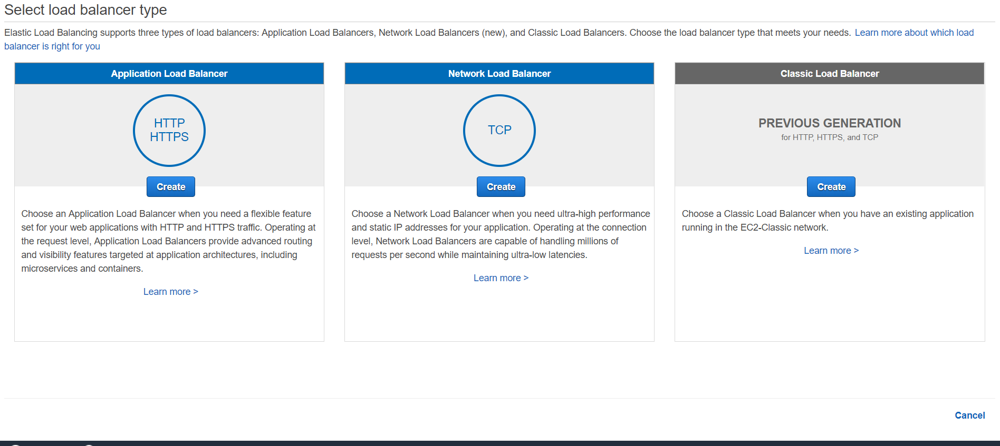 Select load balancer type
Elastic Load Balancing supports three types of load balancers: Application Load Balancers, Network Load Balancers (new), and Classic Load Balancers. Choose the load balancer type that meets your needs. Learn more about which load
balancer is right for you
Application Load Balancer
HTTP
HTTPS
Create
Choose an Application Load Balancer when you need a flexible feature
set for your web applications with HTTP and HTTPS traffic. Operating at
the request level, Application Load Balancers provide advanced routing
and visibility features targeted at application architectures, including
microservices and containers.
Learn more >
Network Load Balancer
TCP
Create
Choose a Network Load Balancer when you need ultra-high performance
and static IP addresses for your application. Operating at the connection
level, Network Load Balancers are capable of handling millions of
requests per second while maintaining ultra-low latencies.
Learn more >
Classic Load Balancer
PREVIOUS GENERATION
for HTTP, HTTPS, and TCP
Create
Choose a Classic Load Balancer when you have an existing application
running in the EC2-Classic network.
Learn more >
Cancel